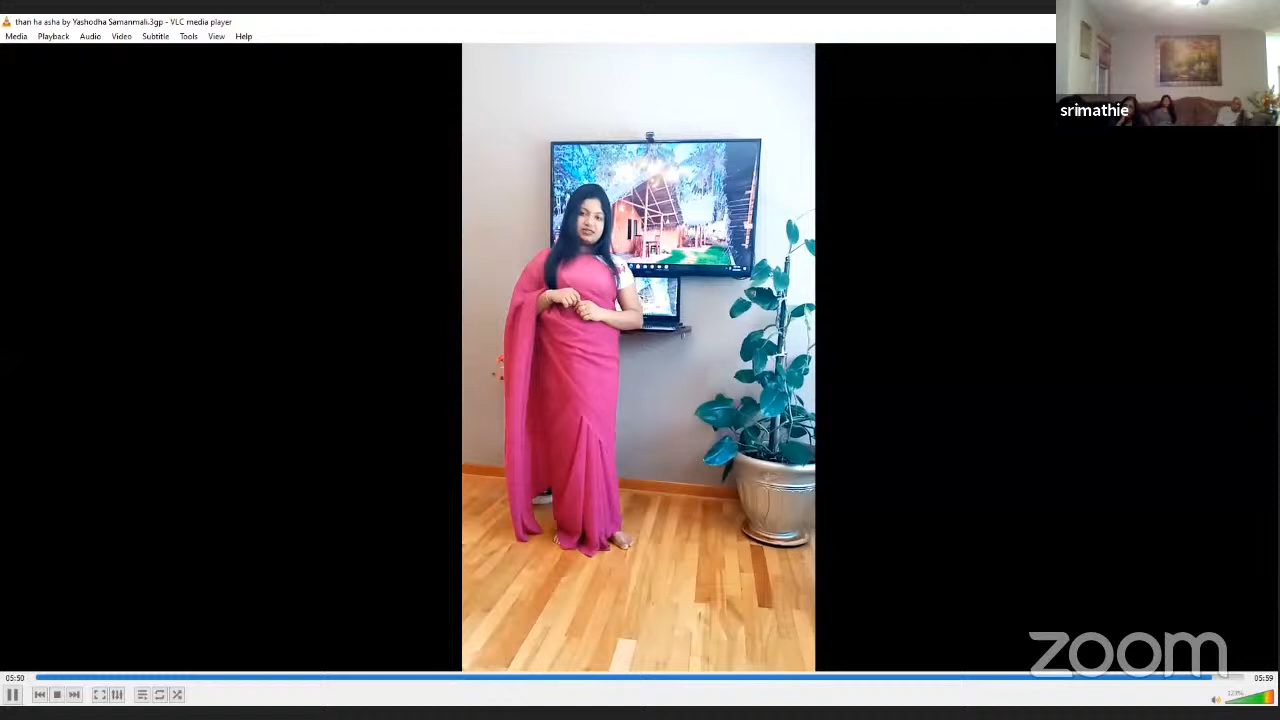 than ha asha by Yashodha Samanmali.3gp - VLC media player
Media Playback Audio Video Subtitle Tools View Help
srimathie
05:50
05:59
zoom
123%